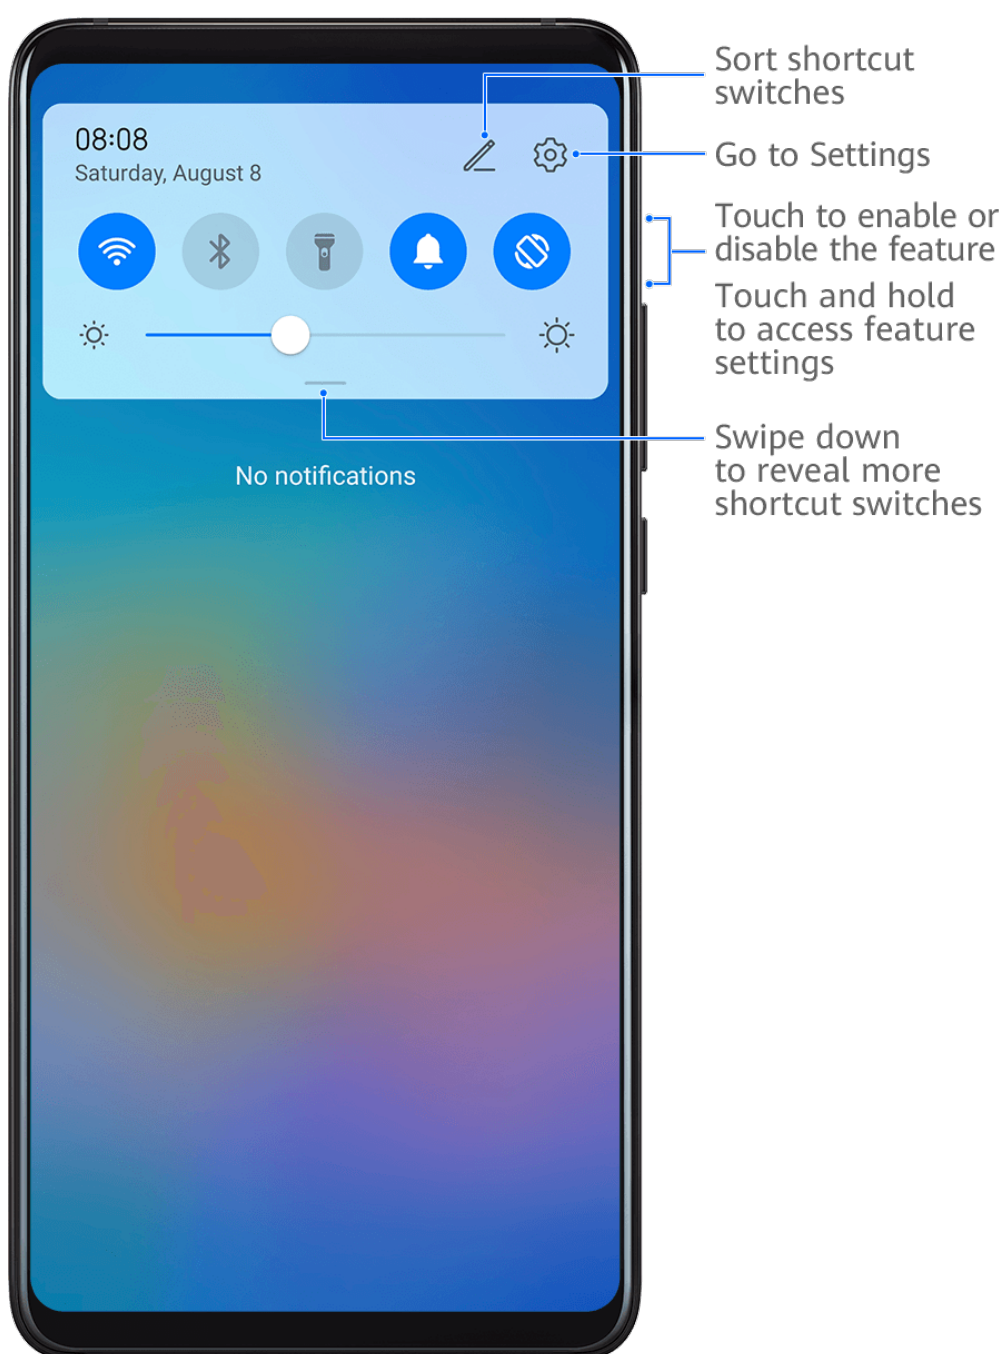 08:08
Saturday, August 8
No notifications
Sort shortcut
switches
Go to Settings
Touch to enable or
disable the feature
Touch and hold
to access feature
settings
Swipe down
to reveal more
shortcut switches